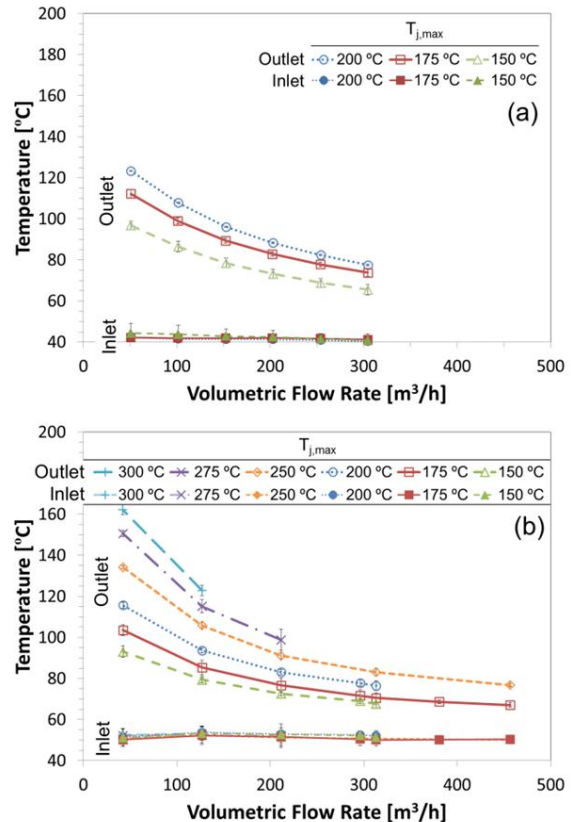 200
180
160
140
120
100
80
60
40
Temperature [°C]
T_j,max
Outlet 200 ºC 175 ºC 150 ºC
Inlet 200 ºC 175 ºC 150 ºC
(a)
Outlet
Inlet
0 100 200 300 400 500
Volumetric Flow Rate [m³/h]
200
T_j,max
Outlet 300 ºC 275 ºC 250 ºC 200 ºC 175 ºC 150 ºC
Inlet 300 ºC 275 ºC 250 ºC 200 ºC 175 ºC 150 ºC
160
140
120
100
80
60
40
Temperature [°C]
(b)
Outlet
Inlet
0 100 200 300 400 500
Volumetric Flow Rate [m³/h]